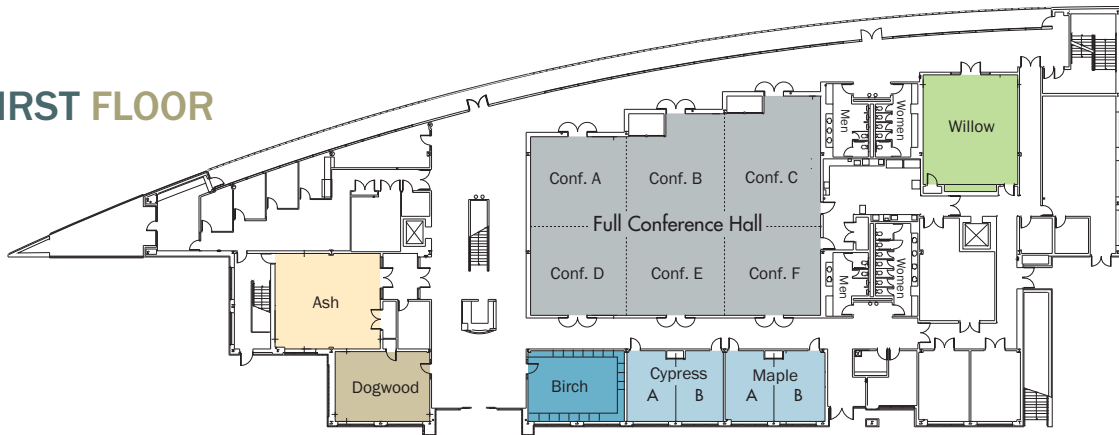 IRST FLOOR
Men
Women
Willow
Conf. A
Conf. B
Conf. C
Full Conference Hall
Conf. D
Conf. E
Conf. F
Men
Women
Ash
Dogwood
Birch
Cypress
A B
Maple
A B